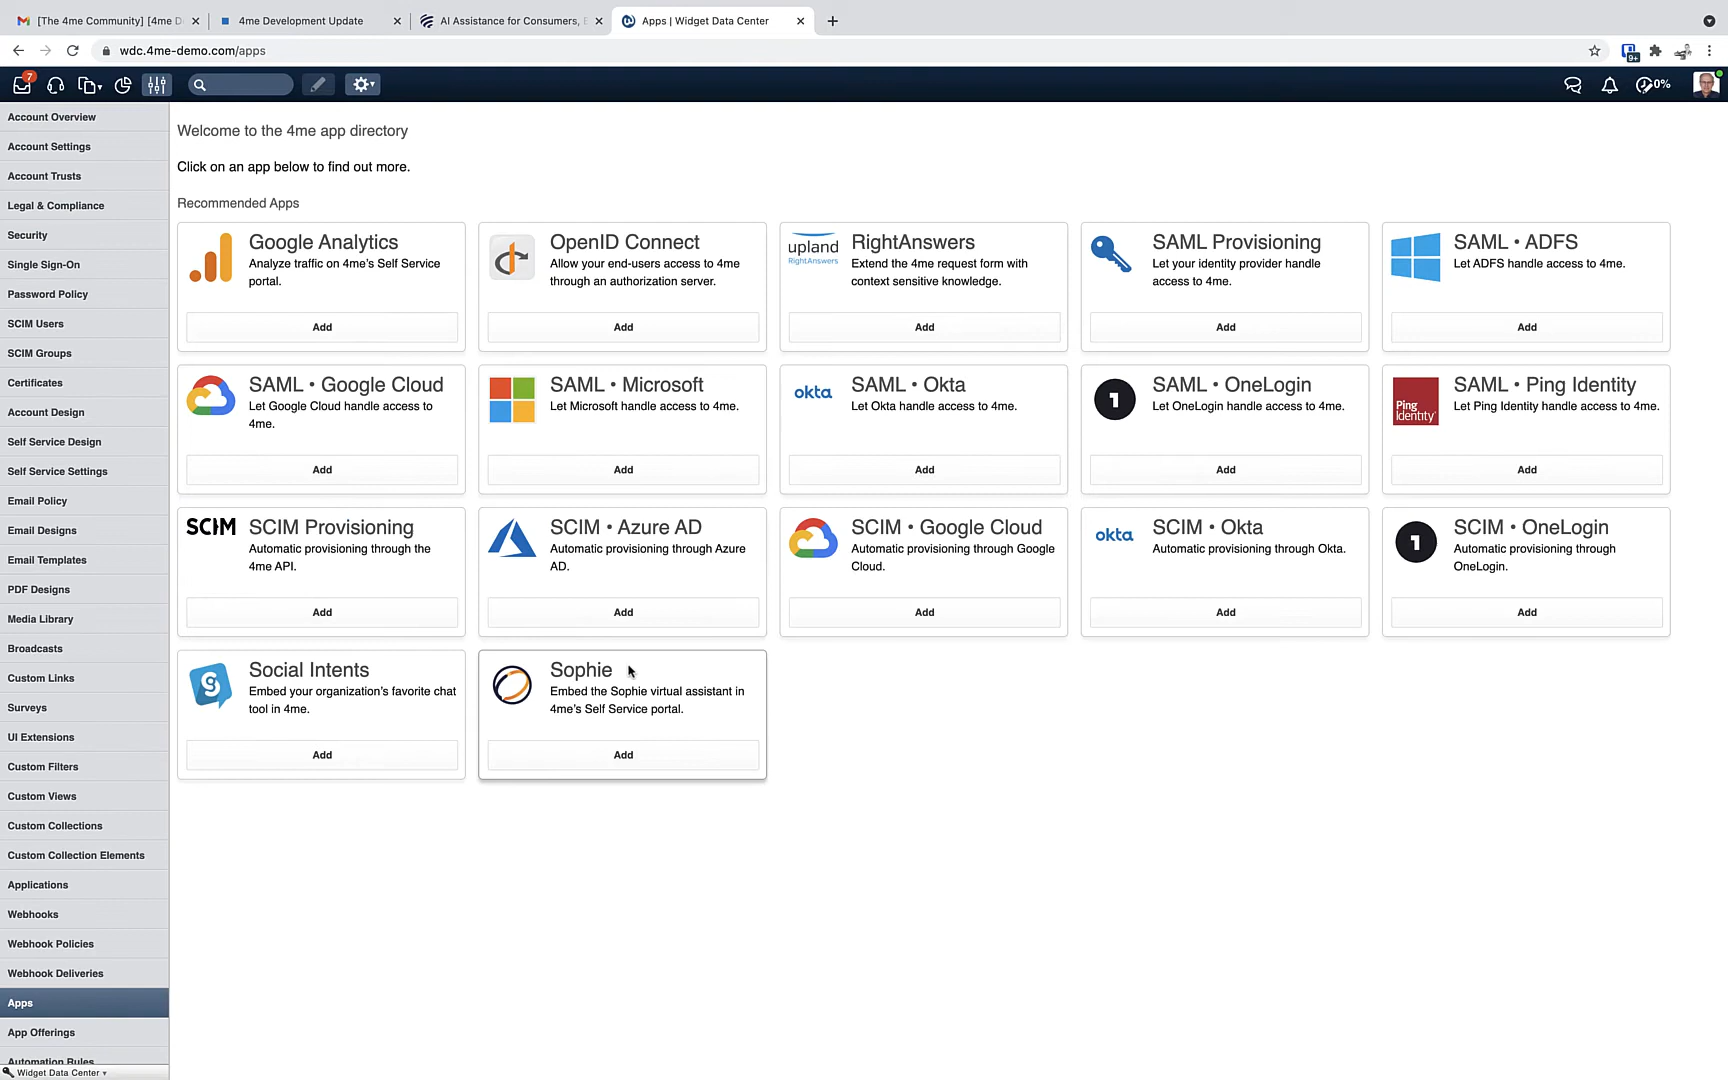 [The 4me Community] [4me D
4me Development Update
AI Assistance for Consumers, E
Apps | Widget Data Center
wdc.4me-demo.com/apps
9+
7
0%
Account Overview
Account Settings
Account Trusts
Legal & Compliance
Security
Single Sign-On
Password Policy
SCIM Users
SCIM Groups
Certificates
Account Design
Self Service Design
Self Service Settings
Email Policy
Email Designs
Email Templates
PDF Designs
Media Library
Broadcasts
Custom Links
Surveys
UI Extensions
Custom Filters
Custom Views
Custom Collections
Custom Collection Elements
Applications
Webhooks
Webhook Policies
Webhook Deliveries
Apps
App Offerings
Automation Rules
Widget Data Center
Welcome to the 4me app directory
Click on an app below to find out more.
Recommended Apps
Google Analytics
Analyze traffic on 4me's Self Service
portal.
Add
OpenID Connect
Allow your end-users access to 4me
through an authorization server.
Add
upland
RightAnswers
RightAnswers
Extend the 4me request form with
context sensitive knowledge.
Add
SAML Provisioning
Let your identity provider handle
access to 4me.
Add
SAML • ADFS
Let ADFS handle access to 4me.
Add
SAML • Google Cloud
Let Google Cloud handle access to
4me.
Add
SAML • Microsoft
Let Microsoft handle access to 4me.
Add
okta
SAML • Okta
Let Okta handle access to 4me.
Add
1
SAML • OneLogin
Let OneLogin handle access to 4me.
Add
Ping
Identity
SAML • Ping Identity
Let Ping Identity handle access to 4me.
Add
SCIM
SCIM Provisioning
Automatic provisioning through the
4me API.
Add
SCIM • Azure AD
Automatic provisioning through Azure
AD.
Add
SCIM • Google Cloud
Automatic provisioning through Google
Cloud.
Add
okta
SCIM • Okta
Automatic provisioning through Okta.
Add
1
SCIM • OneLogin
Automatic provisioning through
OneLogin.
Add
Social Intents
Embed your organization's favorite chat
tool in 4me.
Add
Sophie
Embed the Sophie virtual assistant in
4me's Self Service portal.
Add